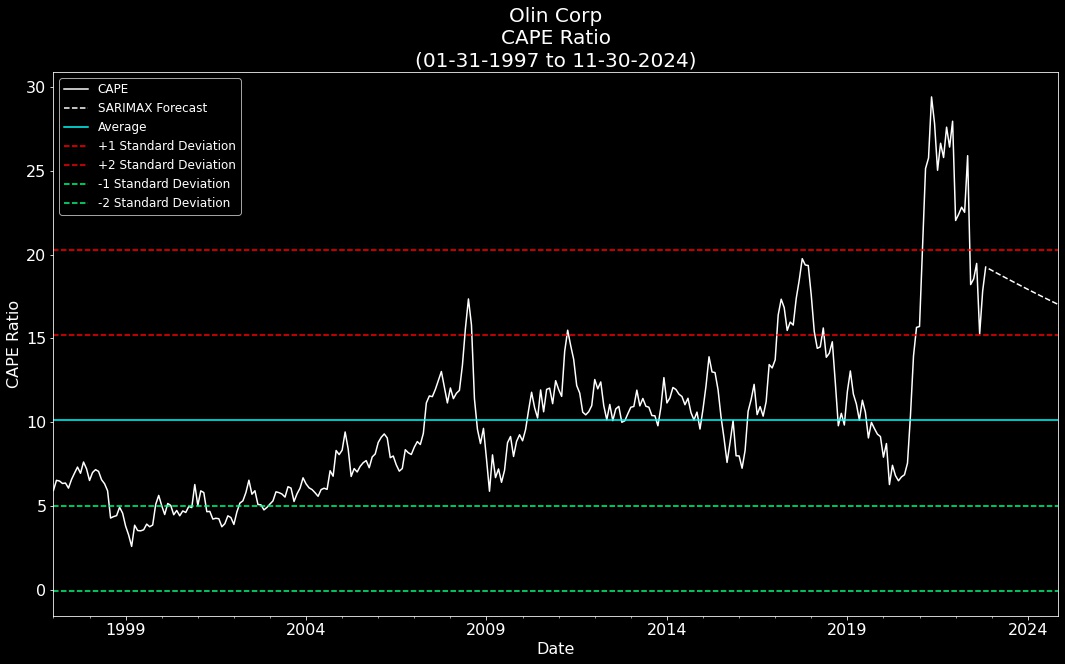 Olin Corp
CAPE Ratio
(01-31-1997 to 11-30-2024)
CAPE
SARIMAX Forecast
Average
+1 Standard Deviation
+2 Standard Deviation
-1 Standard Deviation
-2 Standard Deviation
CAPE Ratio
30
25
20
15
10
5
0
1999
2004
2009
2014
2019
2024
Date